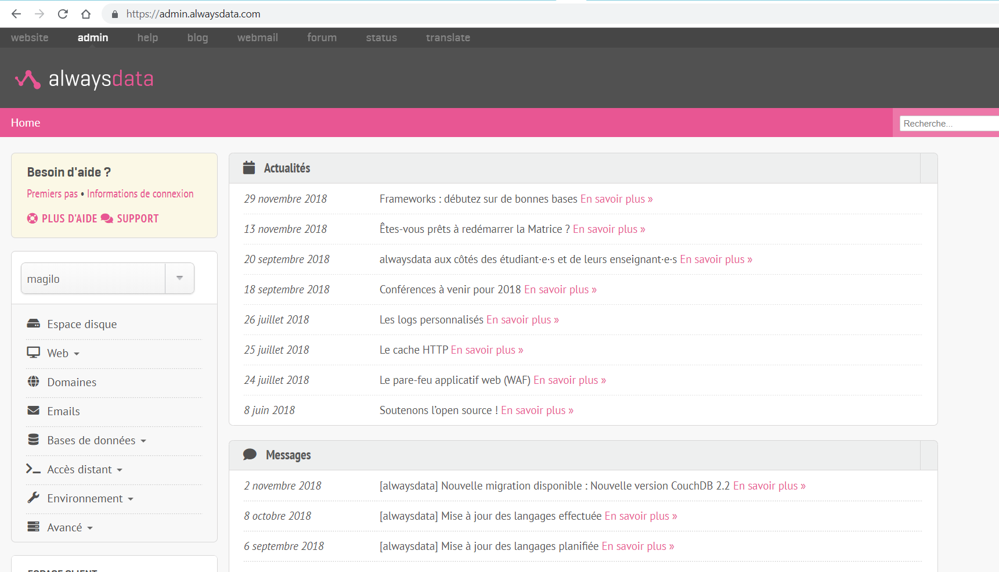 https://admin.alwaysdata.com
website admin help blog webmail forum status translate
alwaysdata
Home
Recherche...
Besoin d'aide ?
Premiers pas • Informations de connexion
PLUS D'AIDE SUPPORT
magilo
Espace disque
Web
Domaines
Emails
Bases de données
Accès distant
Environnement
Avancé
ESPACE CLIENT
Actualités
29 novembre 2018 Frameworks : débutez sur de bonnes bases En savoir plus »
13 novembre 2018 Êtes-vous prêts à redémarrer la Matrice ? En savoir plus »
20 septembre 2018 alwaysdata aux côtés des étudiant·e·s et de leurs enseignant·e·s En savoir plus »
18 septembre 2018 Conférences à venir pour 2018 En savoir plus »
26 juillet 2018 Les logs personnalisés En savoir plus »
25 juillet 2018 Le cache HTTP En savoir plus »
24 juillet 2018 Le pare-feu applicatif web (WAF) En savoir plus »
8 juin 2018 Soutenons l’open source ! En savoir plus »
Messages
2 novembre 2018 [alwaysdata] Nouvelle migration disponible : Nouvelle version CouchDB 2.2 En savoir plus »
8 octobre 2018 [alwaysdata] Mise à jour des langages effectuée En savoir plus »
6 septembre 2018 [alwaysdata] Mise à jour des langages planifiée En savoir plus »